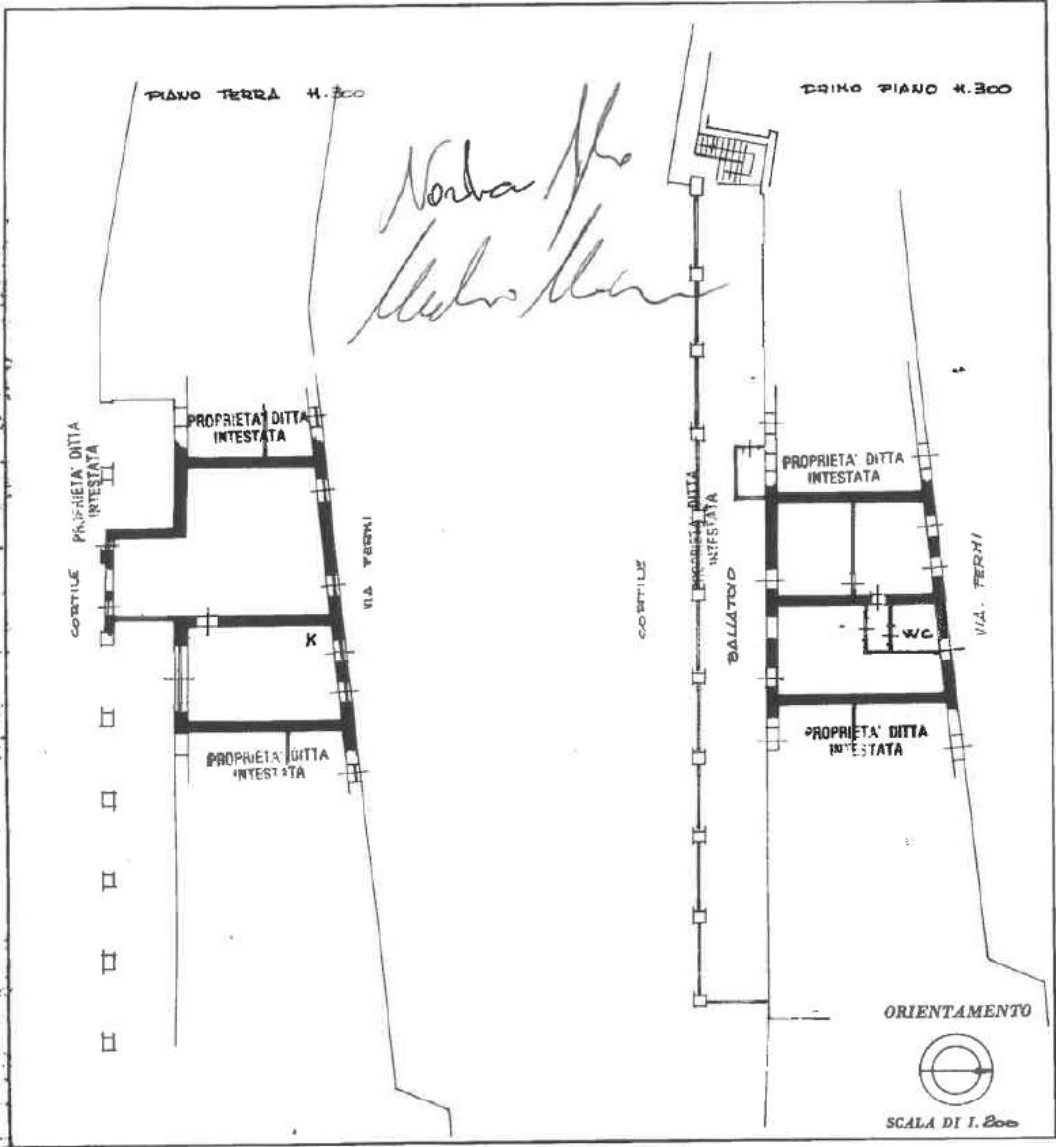 PIANO TERRA H.300
PRIMO PIANO H.300
PROPRIETA' DITTA
INTESTATA
PROPRIETA' DITTA
INTESTATA
CORTILE
VIA FERMI
K
PROPRIETA' DITTA
INTESTATA
PROPRIETA' DITTA
INTESTATA
PROPRIETA' DITTA
INTESTATA
CORTILE
BALLATOIO
VIA. FERMI
WC
PROPRIETA' DITTA
INTESTATA
ORIENTAMENTO
SCALA DI 1.200